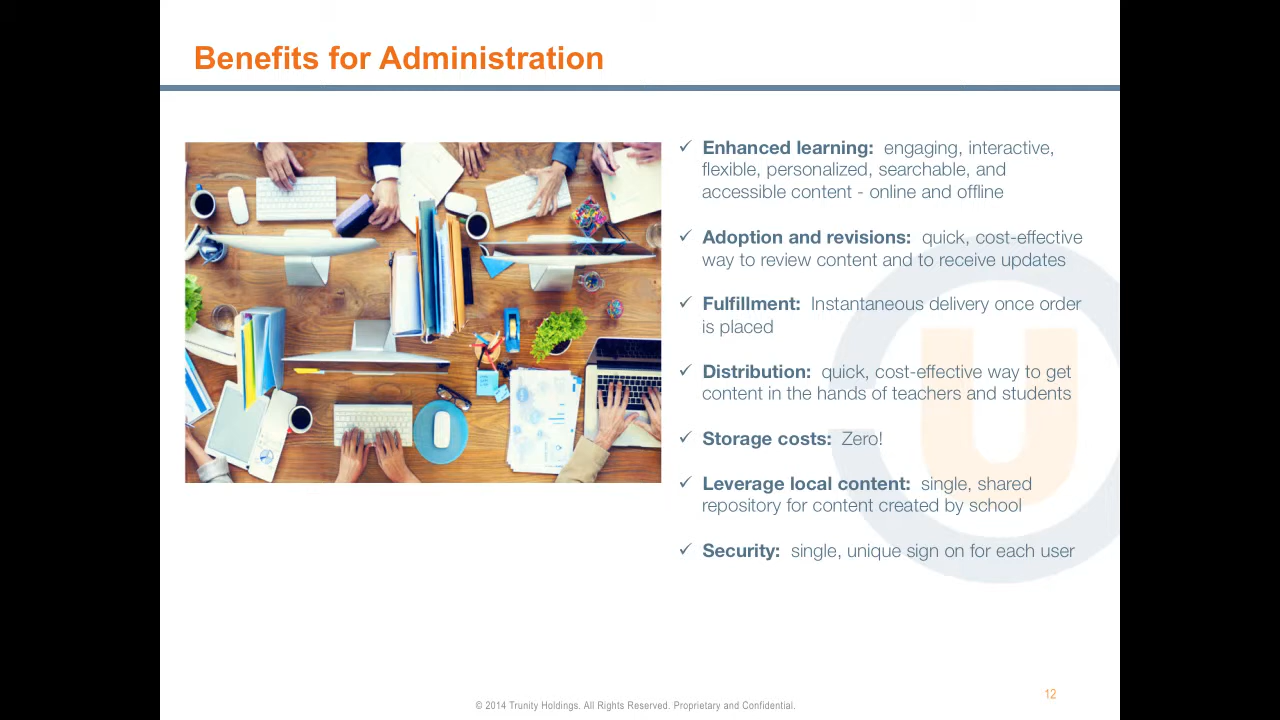 Benefits for Administration
✓ Enhanced learning: engaging, interactive,
flexible, personalized, searchable, and
accessible content - online and offline
✓ Adoption and revisions: quick, cost-effective
way to review content and to receive updates
✓ Fulfillment: Instantaneous delivery once order
is placed
✓ Distribution: quick, cost-effective way to get
content in the hands of teachers and students
✓ Storage costs: Zero!
✓ Leverage local content: single, shared
repository for content created by school
✓ Security: single, unique sign on for each user
U
12
© 2014 Trunity Holdings. All Rights Reserved. Proprietary and Confidential.